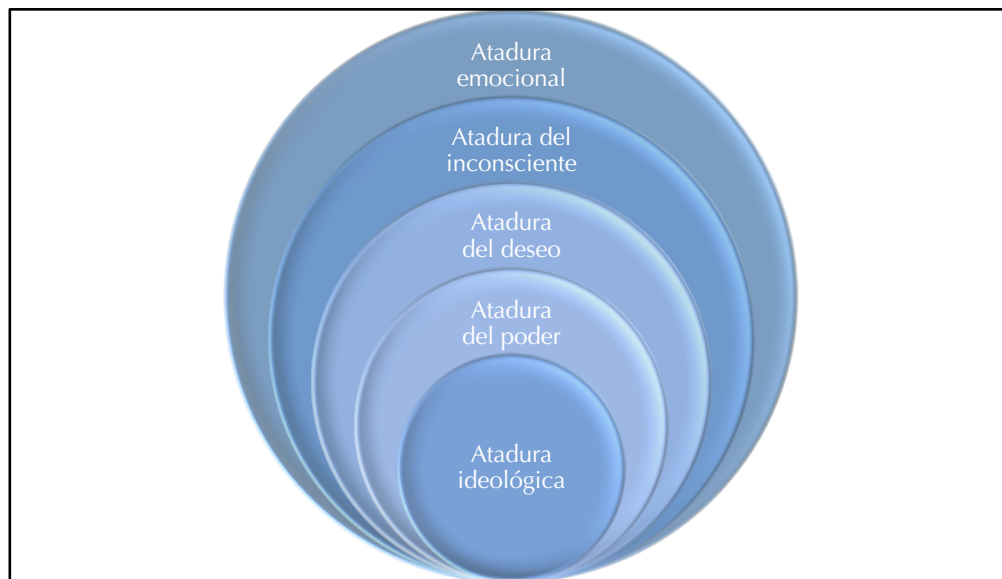 Atadura
emocional
Atadura del
inconsciente
Atadura
del deseo
Atadura
del poder
Atadura
ideológica